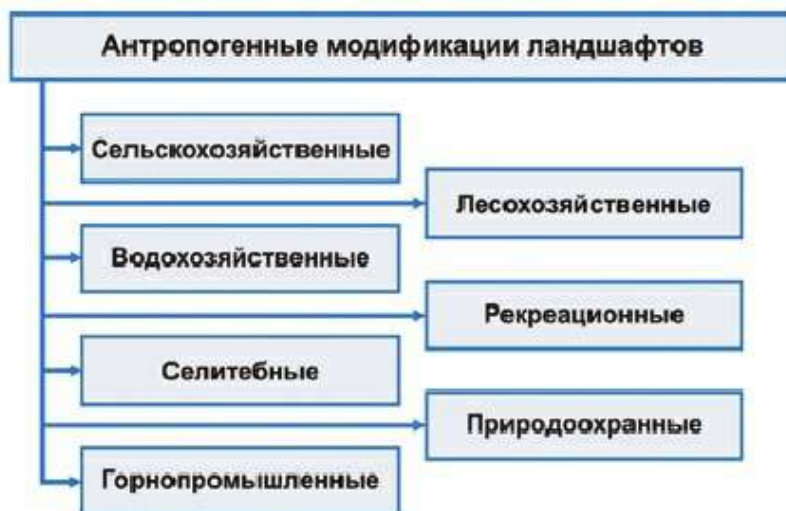 Антропогенные модификации ландшафтов
Сельскохозяйственные
Лесохозяйственные
Водохозяйственные
Рекреационные
Селитебные
Природоохранные
Горнопромышленные